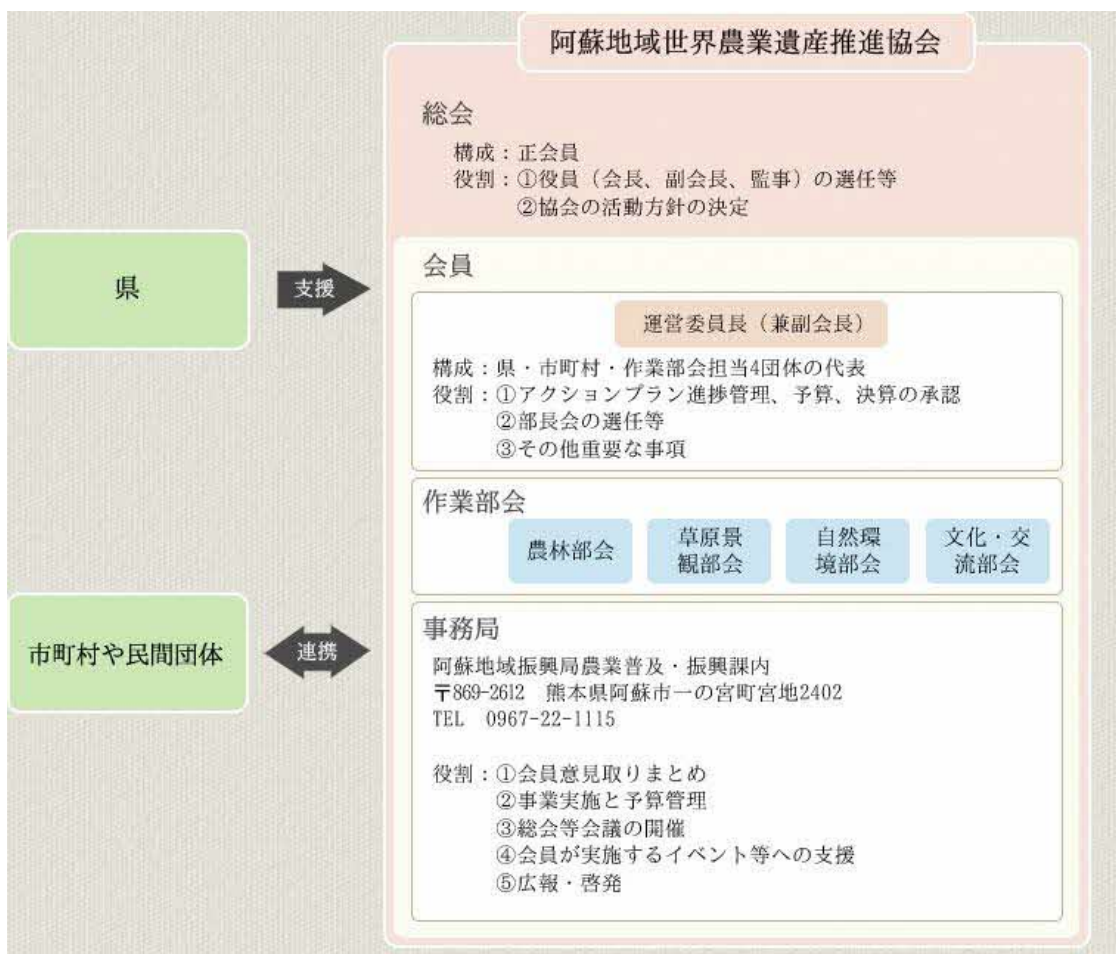 阿蘇地域世界農業遺産推進協会
総会
構成：正会員
役割：①役員（会長、副会長、監事）の選任等
②協会の活動方針の決定
県
支援
会員
運営委員長（兼副会長）
構成：県・市町村・作業部会担当4団体の代表
役割：①アクションプラン進捗管理、予算、決算の承認
②部長会の選任等
③その他重要な事項
作業部会
農林部会
草原景
観部会
自然環
境部会
文化・交
流部会
市町村や民間団体
連携
事務局
阿蘇地域振興局農業普及・振興課内
〒869-2612　熊本県阿蘇市一の宮町宮地2402
TEL　0967-22-1115
役割：①会員意見取りまとめ
②事業実施と予算管理
③総会等会議の開催
④会員が実施するイベント等への支援
⑤広報・啓発